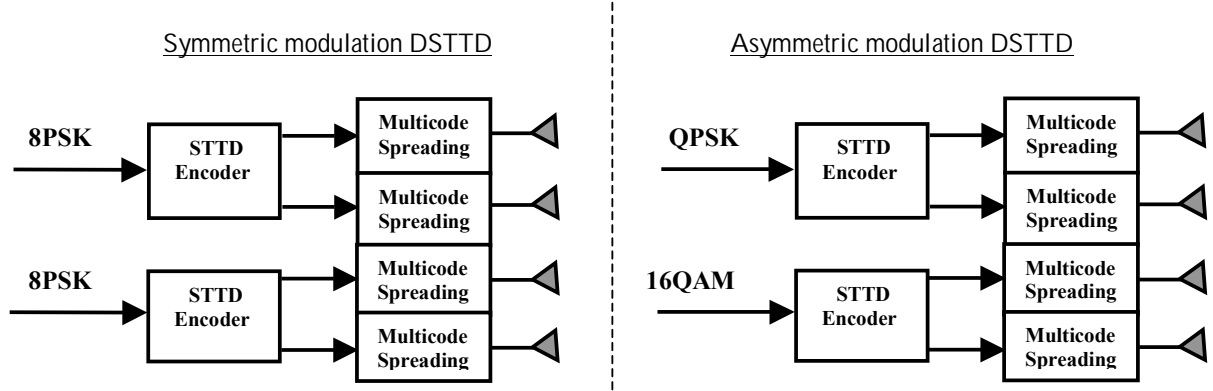 Symmetric modulation DSTTD
8PSK
STTD
Encoder
Multicode
Spreading
Multicode
Spreading
8PSK
STTD
Encoder
Multicode
Spreading
Multicode
Spreading
Asymmetric modulation DSTTD
QPSK
STTD
Encoder
Multicode
Spreading
Multicode
Spreading
16QAM
STTD
Encoder
Multicode
Spreading
Multicode
Spreading